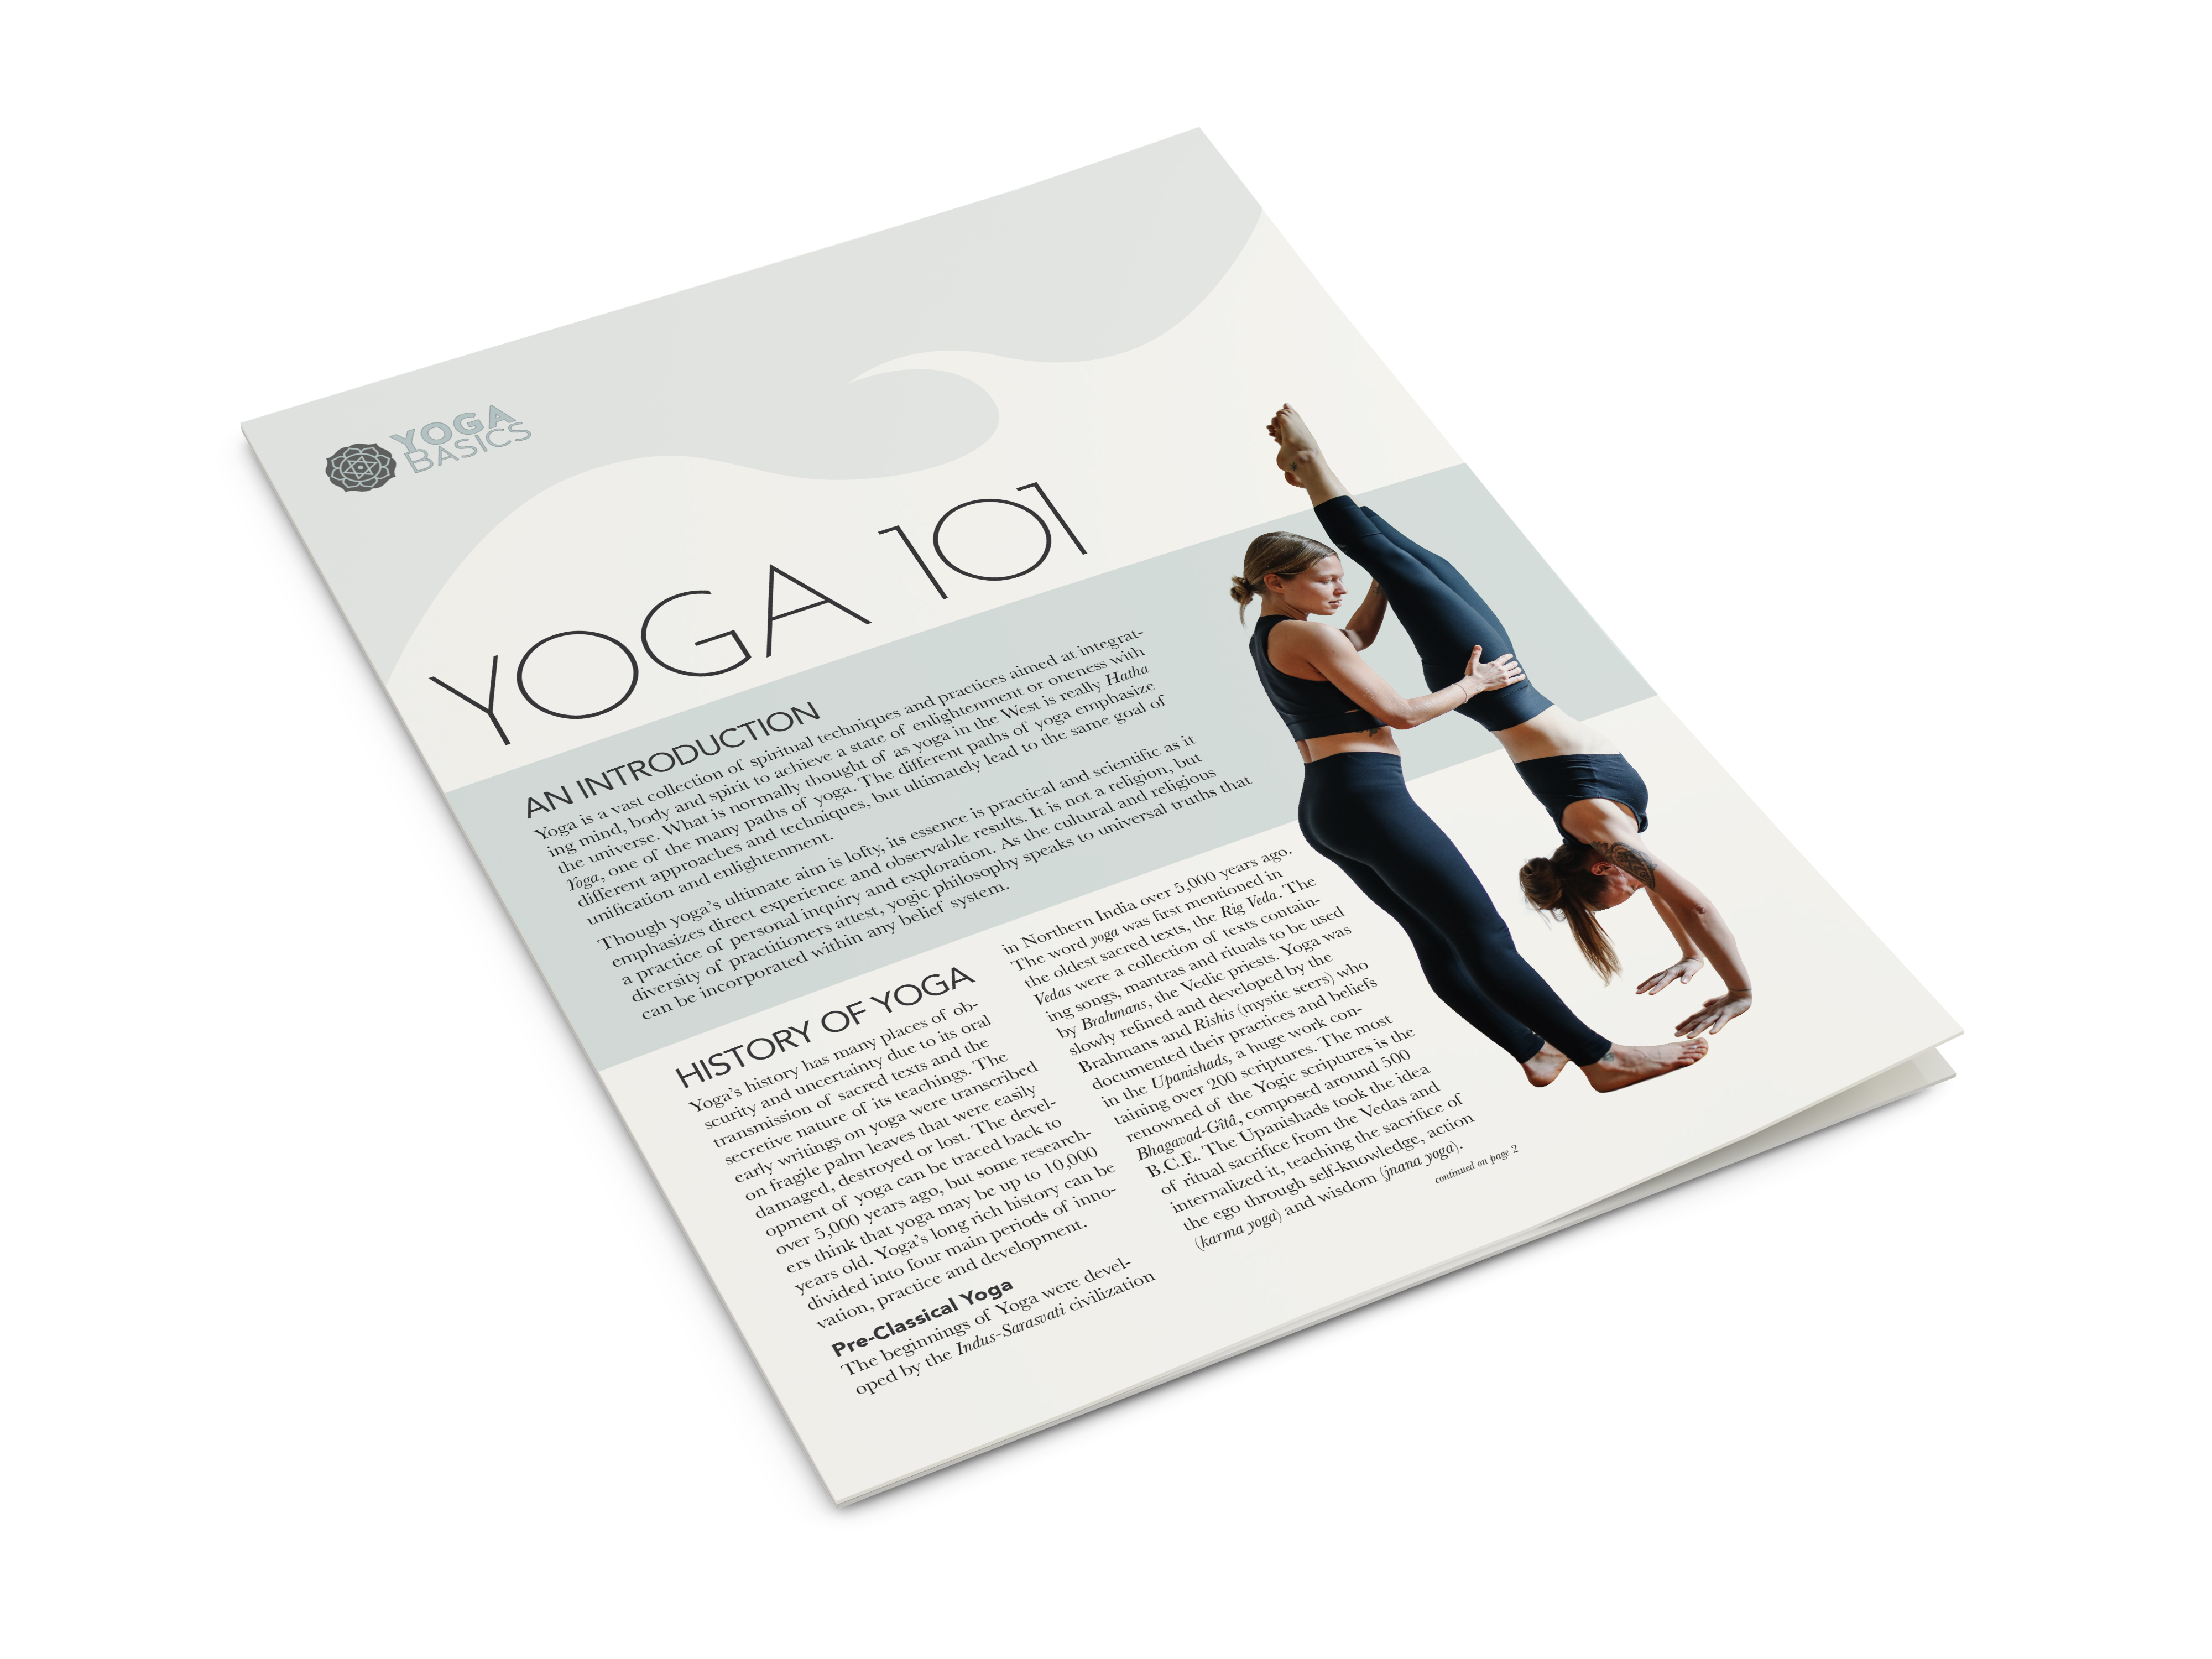 YOGA
BASICS
YOGA 101
AN INTRODUCTION
Yoga is a vast collection of spiritual techniques and practices aimed at integrat-
ing mind, body and spirit to achieve a state of enlightenment or oneness with
the universe. What is normally thought of as yoga in the West is really Hatha
Yoga, one of the many paths of yoga. The different paths of yoga emphasize
different approaches and techniques, but ultimately lead to the same goal of
unification and enlightenment.
Though yoga’s ultimate aim is lofty, its essence is practical and scientific as it
emphasizes direct experience and observable results. It is not a religion, but
a practice of personal inquiry and exploration. As the cultural and religious
diversity of practitioners attest, yogic philosophy speaks to universal truths that
can be incorporated within any belief system.
HISTORY OF YOGA
Yoga’s history has many places of ob-
scurity and uncertainty due to its oral
transmission of sacred texts and the
secretive nature of its teachings. The
early writings on yoga were transcribed
on fragile palm leaves that were easily
damaged, destroyed or lost. The devel-
opment of yoga can be traced back to
over 5,000 years ago, but some research-
ers think that yoga may be up to 10,000
years old. Yoga’s long rich history can be
divided into four main periods of inno-
vation, practice and development.
Pre-Classical Yoga
The beginnings of Yoga were devel-
oped by the Indus-Sarasvati civilization
in Northern India over 5,000 years ago.
The word yoga was first mentioned in
the oldest sacred texts, the Rig Veda. The
Vedas were a collection of texts contain-
ing songs, mantras and rituals to be used
by Brahmans, the Vedic priests. Yoga was
slowly refined and developed by the
Brahmans and Rishis (mystic seers) who
documented their practices and beliefs
in the Upanishads, a huge work con-
taining over 200 scriptures. The most
renowned of the Yogic scriptures is the
Bhagavad-Gîtâ, composed around 500
B.C.E. The Upanishads took the idea
of ritual sacrifice from the Vedas and
internalized it, teaching the sacrifice of
the ego through self-knowledge, action
(karma yoga) and wisdom (jnana yoga).
continued on page 2